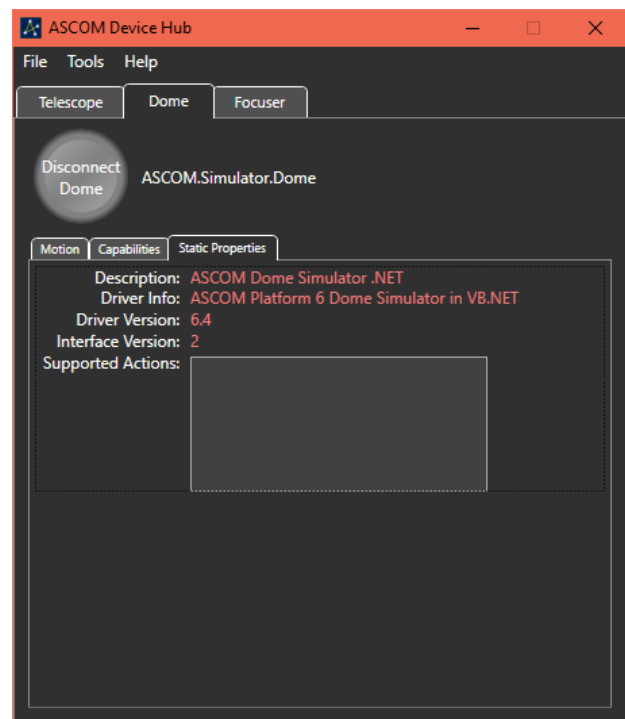 ASCOM Device Hub
File Tools Help
Telescope Dome Focuser
Disconnect
Dome
ASCOM.Simulator.Dome
Motion Capabilities Static Properties
Description: ASCOM Dome Simulator .NET
Driver Info: ASCOM Platform 6 Dome Simulator in VB.NET
Driver Version: 6.4
Interface Version: 2
Supported Actions: